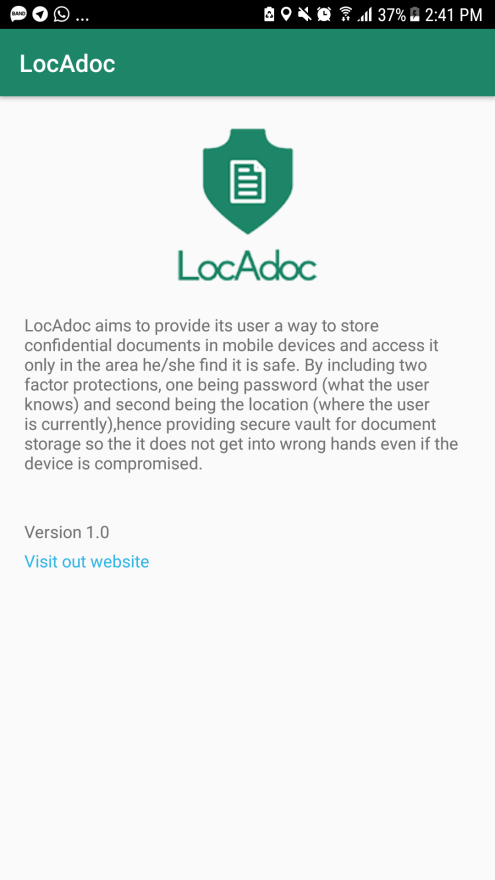 BAND ... 37% 2:41 PM
LocAdoc
LocAdoc
LocAdoc aims to provide its user a way to store
confidential documents in mobile devices and access it
only in the area he/she find it is safe. By including two
factor protections, one being password (what the user
knows) and second being the location (where the user
is currently),hence providing secure vault for document
storage so the it does not get into wrong hands even if the
device is compromised.
Version 1.0
Visit out website